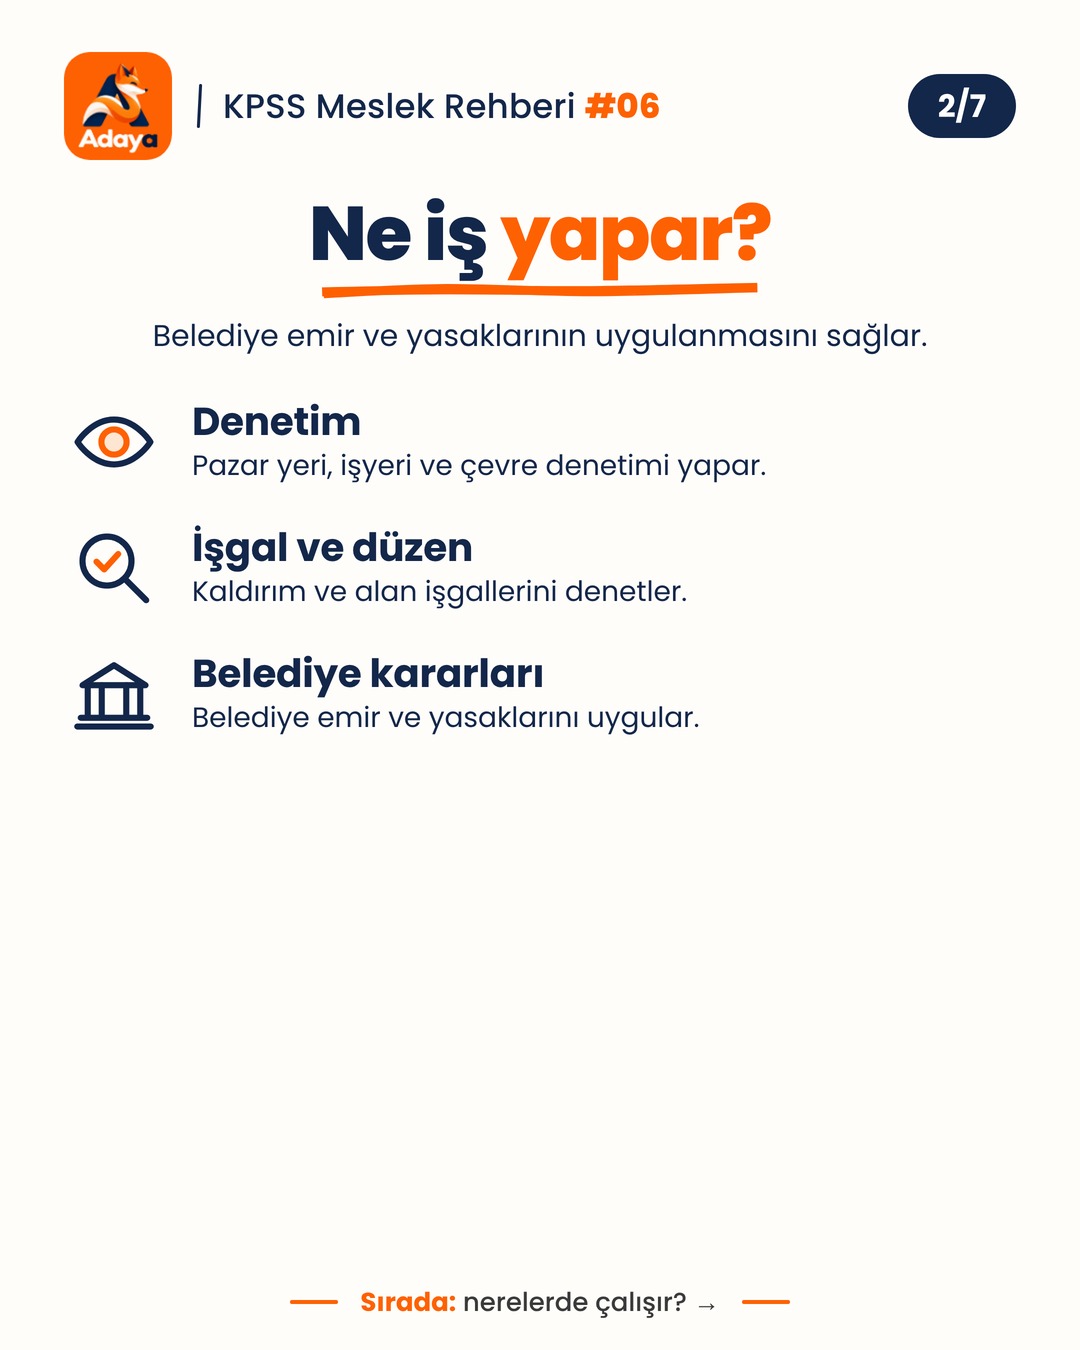 Adaya
KPSS Meslek Rehberi #06
2/7
Ne iş yapar?
Belediye emir ve yasaklarının uygulanmasını sağlar.
Denetim
Pazar yeri, işyeri ve çevre denetimi yapar.
İşgal ve düzen
Kaldırım ve alan işgallerini denetler.
Belediye kararları
Belediye emir ve yasaklarını uygular.
Sırada: nerelerde çalışır? →